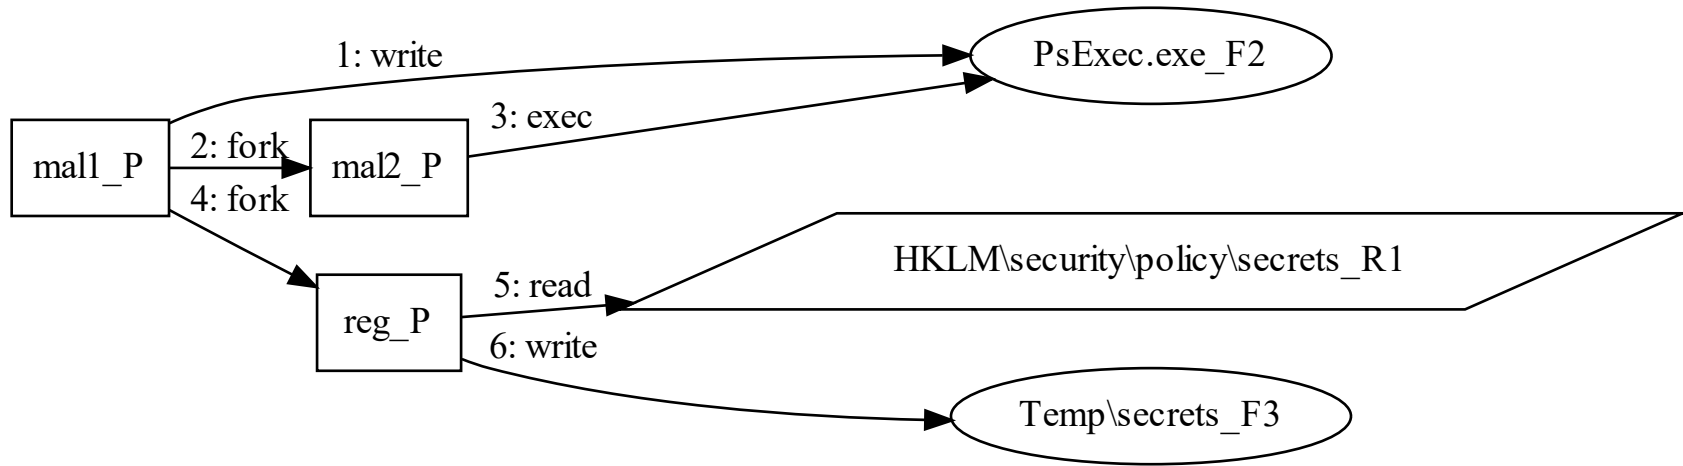 1: write
PsExec.exe_F2
3: exec
mal1_P
2: fork
mal2_P
4: fork
HKLM\security\policy\secrets_R1
5: read
reg_P
6: write
Temp\secrets_F3